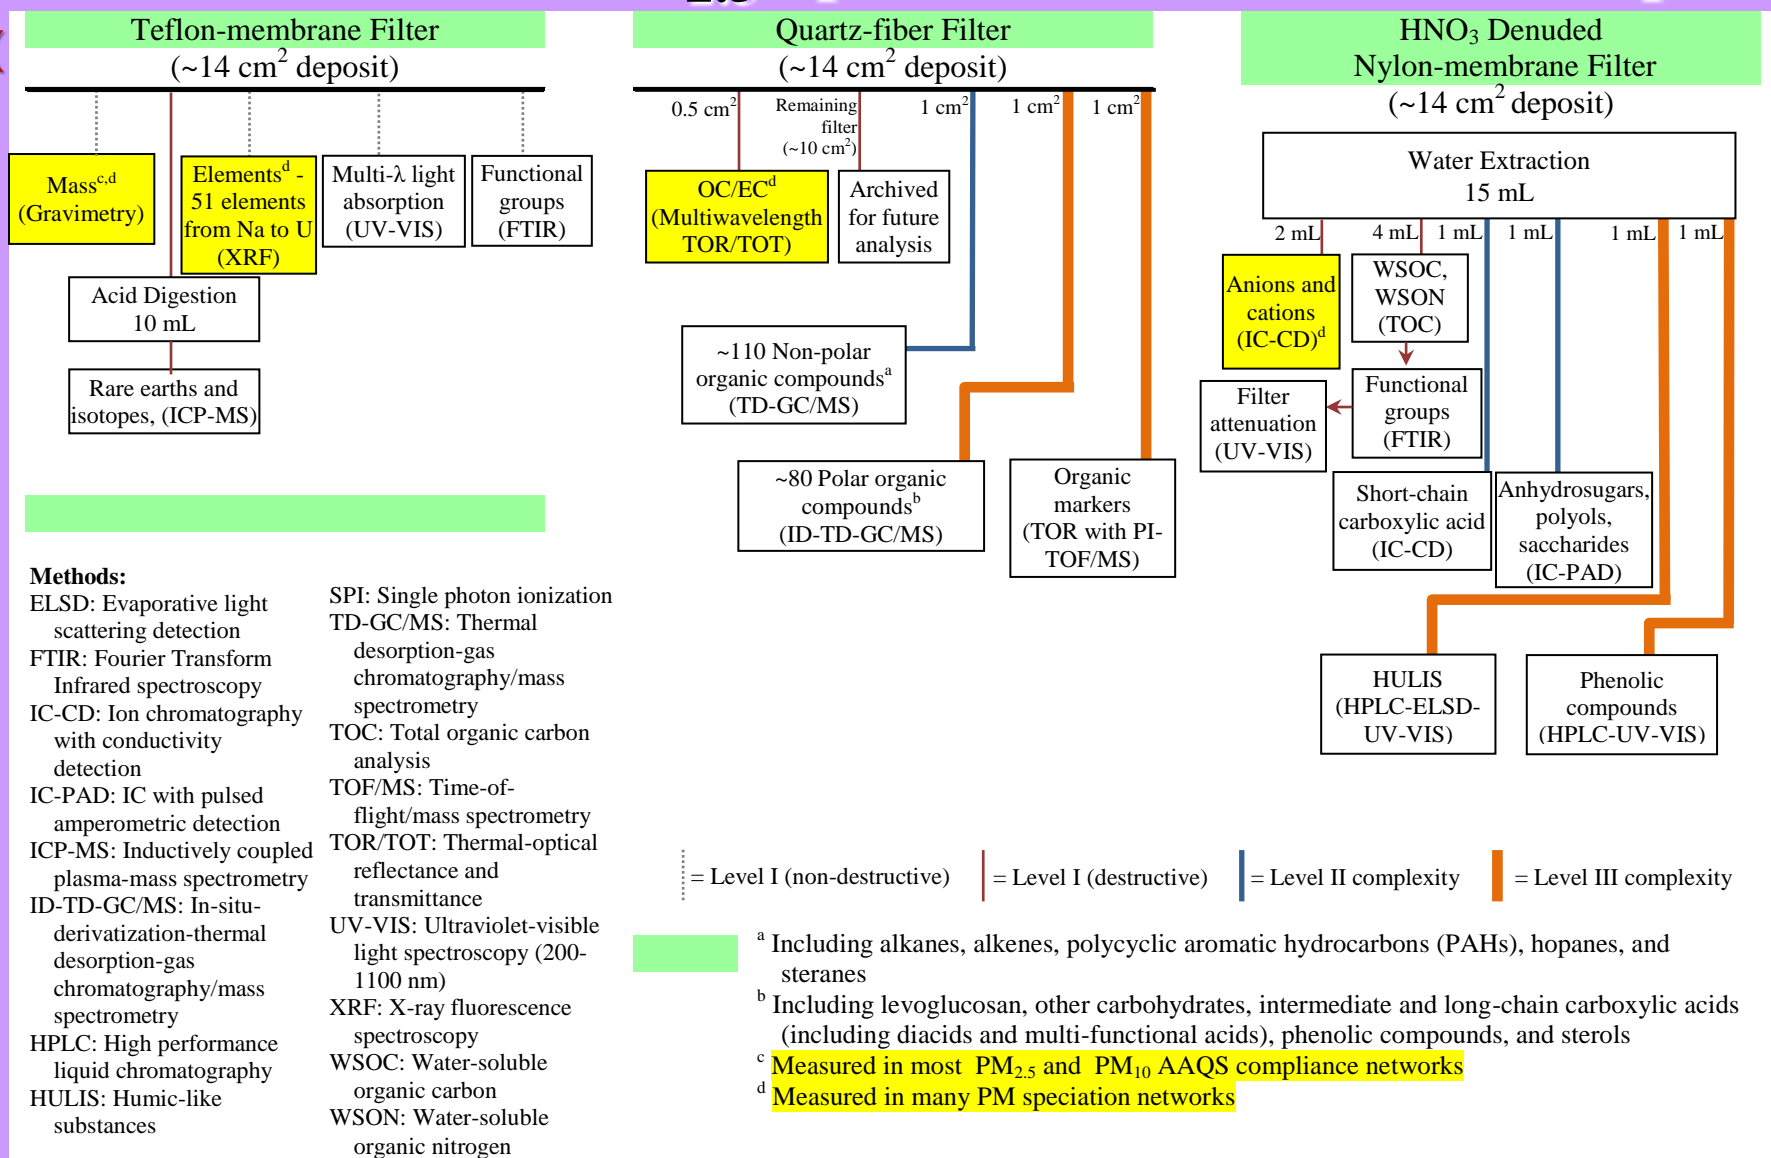 2.5
Teflon-membrane Filter
(~14 cm² deposit)
Mass^c,d
(Gravimetry)
Elements^d -
51 elements
from Na to U
(XRF)
Multi-λ light
absorption
(UV-VIS)
Functional
groups
(FTIR)
Acid Digestion
10 mL
Rare earths and
isotopes, (ICP-MS)
Quartz-fiber Filter
(~14 cm² deposit)
0.5 cm²
Remaining
filter
(~10 cm²)
1 cm²
1 cm²
1 cm²
OC/EC^d
(Multiwavelength
TOR/TOT)
Archived
for future
analysis
~110 Non-polar
organic compounds^a
(TD-GC/MS)
~80 Polar organic
compounds^b
(ID-TD-GC/MS)
Organic
markers
(TOR with PI-
TOF/MS)
HNO₃ Denuded
Nylon-membrane Filter
(~14 cm² deposit)
Water Extraction
15 mL
2 mL
4 mL
1 mL
1 mL
1 mL
1 mL
Anions and
cations
(IC-CD)^d
WSOC,
WSON
(TOC)
Functional
groups
(FTIR)
Filter
attenuation
(UV-VIS)
Short-chain
carboxylic acid
(IC-CD)
Anhydrosugars,
polyols,
saccharides
(IC-PAD)
HULIS
(HPLC-ELSD-
UV-VIS)
Phenolic
compounds
(HPLC-UV-VIS)
Methods:
ELSD: Evaporative light
scattering detection
FTIR: Fourier Transform
Infrared spectroscopy
IC-CD: Ion chromatography
with conductivity
detection
IC-PAD: IC with pulsed
amperometric detection
ICP-MS: Inductively coupled
plasma-mass spectrometry
ID-TD-GC/MS: In-situ-
derivatization-thermal
desorption-gas
chromatography/mass
spectrometry
HPLC: High performance
liquid chromatography
HULIS: Humic-like
substances
SPI: Single photon ionization
TD-GC/MS: Thermal
desorption-gas
chromatography/mass
spectrometry
TOC: Total organic carbon
analysis
TOF/MS: Time-of-
flight/mass spectrometry
TOR/TOT: Thermal-optical
reflectance and
transmittance
UV-VIS: Ultraviolet-visible
light spectroscopy (200-
1100 nm)
XRF: X-ray fluorescence
spectroscopy
WSOC: Water-soluble
organic carbon
WSON: Water-soluble
organic nitrogen
= Level I (non-destructive)
= Level I (destructive)
= Level II complexity
= Level III complexity
^a Including alkanes, alkenes, polycyclic aromatic hydrocarbons (PAHs), hopanes, and
steranes
^b Including levoglucosan, other carbohydrates, intermediate and long-chain carboxylic acids
(including diacids and multi-functional acids), phenolic compounds, and sterols
^c Measured in most PM₂.₅ and PM₁₀ AAQS compliance networks
^d Measured in many PM speciation networks